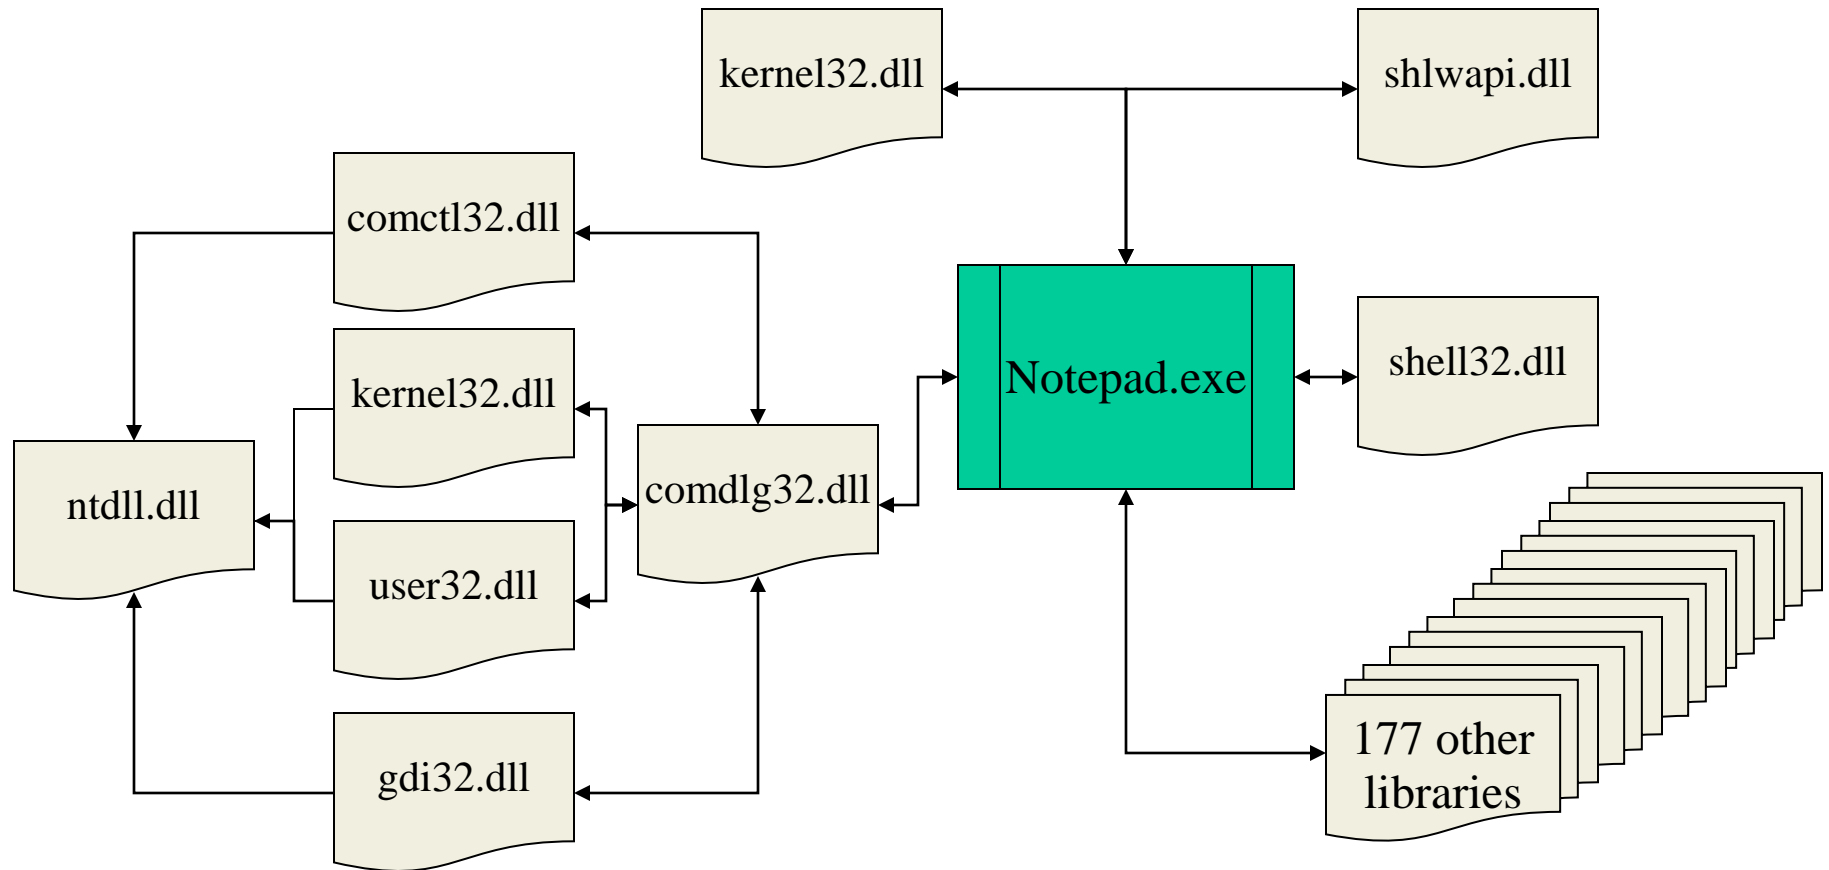 kernel32.dll
shlwapi.dll
comctl32.dll
kernel32.dll
Notepad.exe
shell32.dll
ntdll.dll
comdlg32.dll
user32.dll
gdi32.dll
177 other
libraries